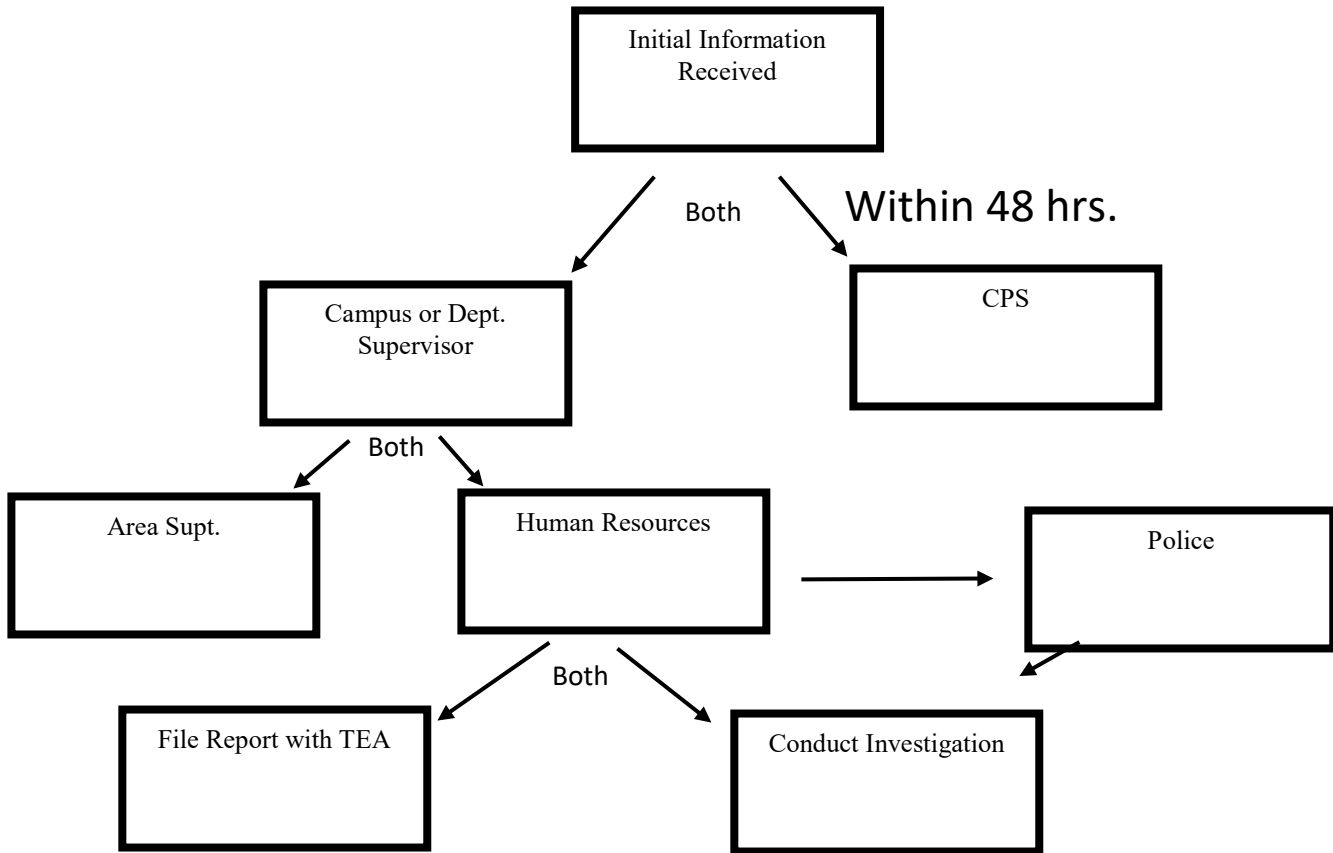 Initial Information
Received
Both
Within 48 hrs.
Campus or Dept.
Supervisor
CPS
Both
Area Supt.
Human Resources
Police
Both
File Report with TEA
Conduct Investigation